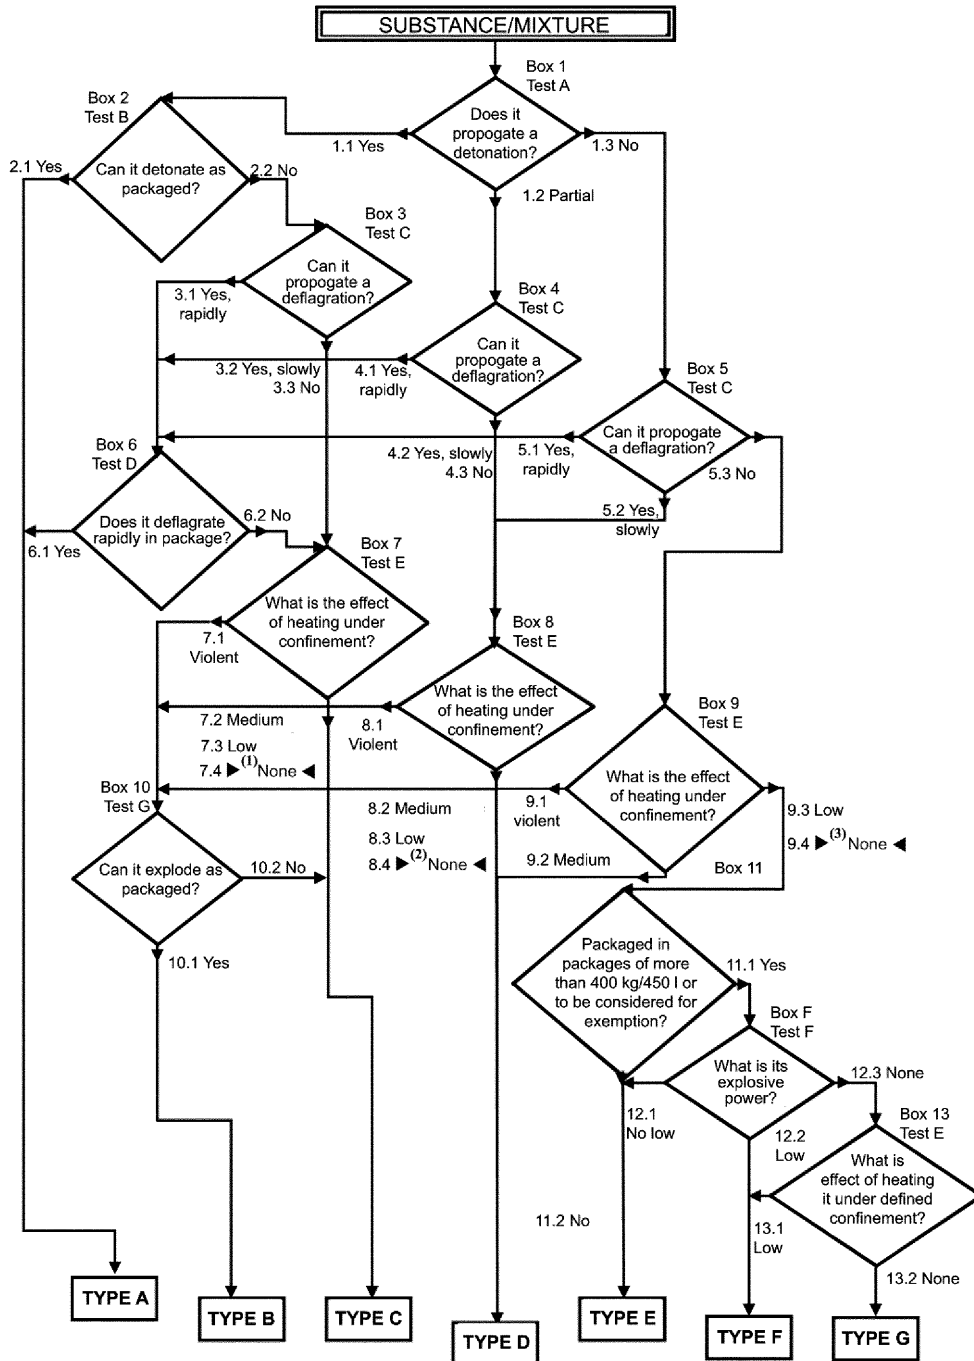 SUBSTANCE/MIXTURE
Box 1
Test A
Does it
propogate a
detonation?
1.1 Yes
1.3 No
1.2 Partial
Box 2
Test B
Can it detonate as
packaged?
2.1 Yes
2.2 No
Box 3
Test C
Can it
propogate a
deflagration?
3.1 Yes,
rapidly
3.2 Yes, slowly
3.3 No
Box 4
Test C
Can it
propogate a
deflagration?
4.1 Yes,
rapidly
4.2 Yes, slowly
4.3 No
Box 5
Test C
Can it propogate
a deflagration?
5.1 Yes,
rapidly
5.3 No
5.2 Yes,
slowly
Box 6
Test D
Does it deflagrate
rapidly in package?
6.1 Yes
6.2 No
Box 7
Test E
What is the effect
of heating under
confinement?
7.1
Violent
7.2 Medium
7.3 Low
7.4 ►(1) None ◄
Box 8
Test E
What is the effect
of heating under
confinement?
8.1
Violent
8.2 Medium
8.3 Low
8.4 ►(2) None ◄
Box 9
Test E
What is the effect
of heating under
confinement?
9.1
violent
9.2 Medium
9.3 Low
9.4 ►(3) None ◄
Box 10
Test G
Can it explode as
packaged?
10.2 No
10.1 Yes
Box 11
Packaged in
packages of more
than 400 kg/450 l or
to be considered for
exemption?
11.1 Yes
11.2 No
Box F
Test F
What is its
explosive
power?
12.1
No low
12.2
Low
12.3 None
Box 13
Test E
What is
effect of heating
it under defined
confinement?
13.1
Low
13.2 None
TYPE A
TYPE B
TYPE C
TYPE D
TYPE E
TYPE F
TYPE G